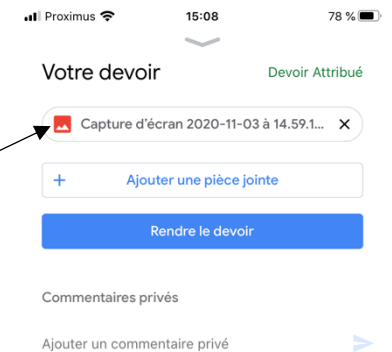 Proximus 15:08 78 %
Votre devoir Devoir Attribué
Capture d'écran 2020-11-03 à 14.59.1...
+ Ajouter une pièce jointe
Rendre le devoir
Commentaires privés
Ajouter un commentaire privé